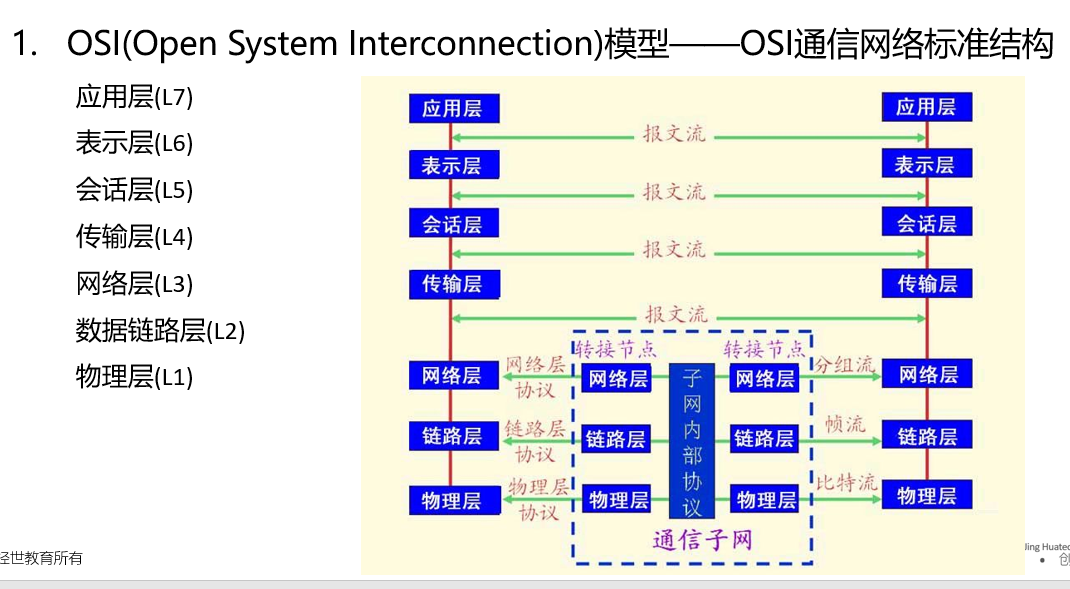 1. OSI(Open System Interconnection)模型——OSI通信网络标准结构
应用层(L7)
表示层(L6)
会话层(L5)
传输层(L4)
网络层(L3)
数据链路层(L2)
物理层(L1)
应用层 应用层
报文流
表示层 表示层
报文流
会话层 会话层
报文流
传输层 传输层
报文流
转接节点 转接节点
网络层 网络层协议 网络层 网络层 分组流 网络层
子网内部协议
链路层 链路层协议 链路层 链路层 帧流 链路层
物理层 物理层协议 物理层 物理层 比特流 物理层
通信子网
世教育所有
Jing Huatec
• 创